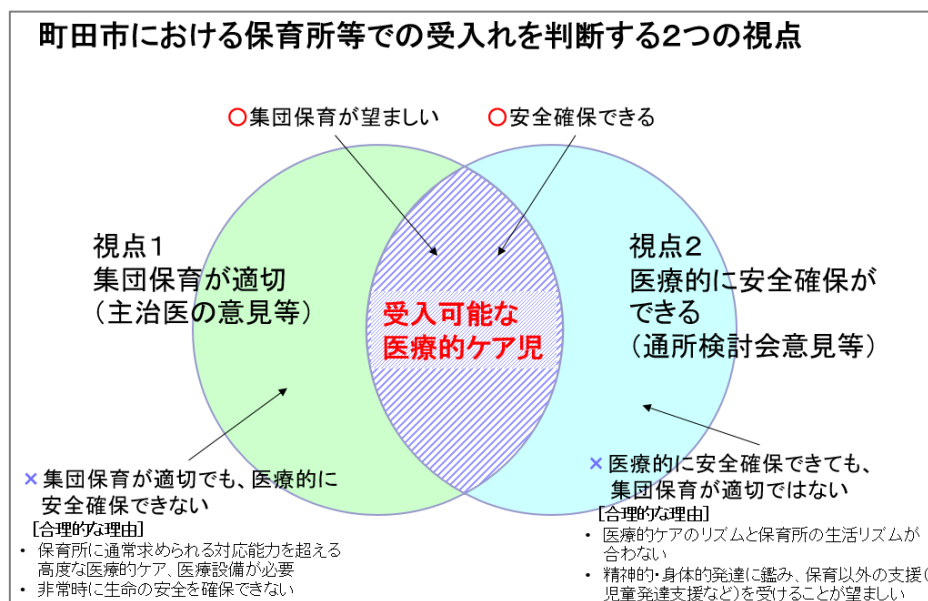 町田市における保育所等での受入れを判断する2つの視点
○集団保育が望ましい
○安全確保できる
視点1
集団保育が適切
(主治医の意見等)
受入可能な
医療的ケア児
視点2
医療的に安全確保が
できる
(通所検討会意見等)
×集団保育が適切でも、医療的に
安全確保できない
[合理的な理由]
・保育所に通常求められる対応能力を超える
高度な医療的ケア、医療設備が必要
・非常時に生命の安全を確保できない
×医療的に安全確保できても、
集団保育が適切ではない
[合理的な理由]
・医療的ケアのリズムと保育所の生活リズムが
合わない
・精神的・身体的発達に鑑み、保育以外の支援(
児童発達支援など)を受けることが望ましい